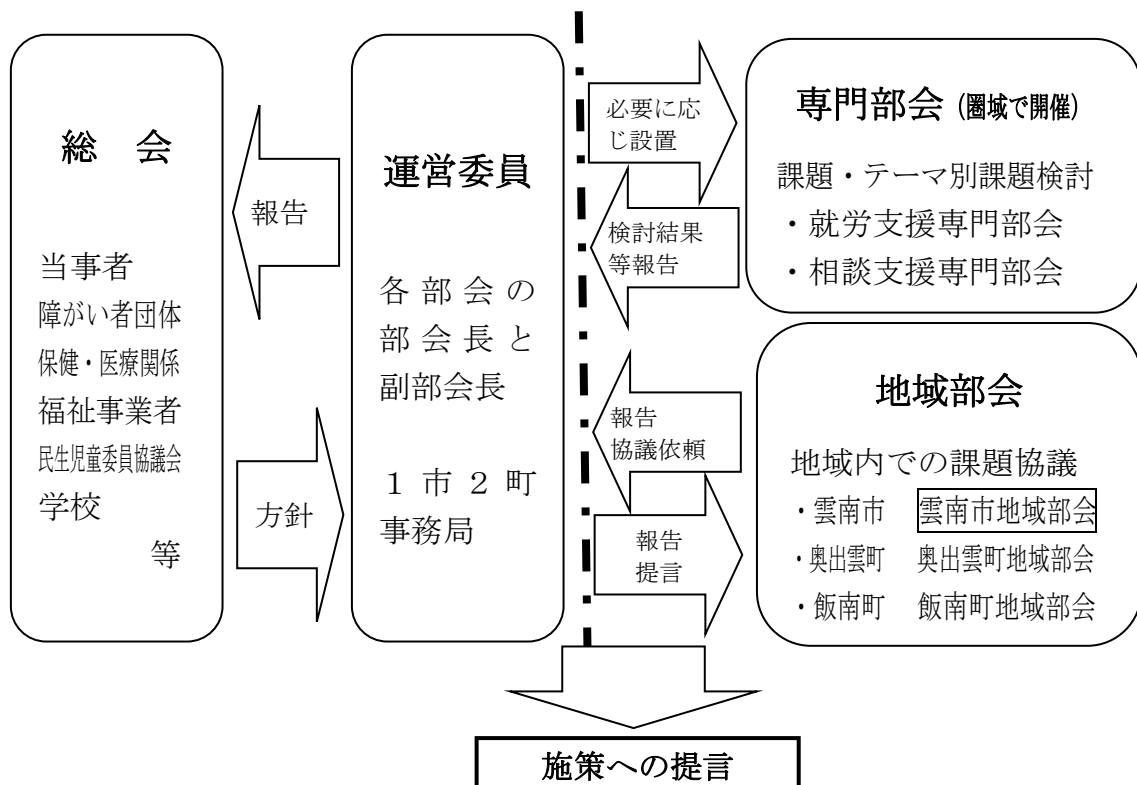 総　会
当事者
障がい者団体
保健・医療関係
福祉事業者
民生児童委員協議会
学校
等
報告
方針
運営委員
各部会の
部会長と
副部会長
１市２町
事務局
必要に応
じ設置
検討結果
等報告
報告
協議依頼
報告
提言
専門部会 (圏域で開催)
課題・テーマ別課題検討
・就労支援専門部会
・相談支援専門部会
地域部会
地域内での課題協議
・雲南市　雲南市地域部会
・奥出雲町　奥出雲町地域部会
・飯南町　飯南町地域部会
施策への提言